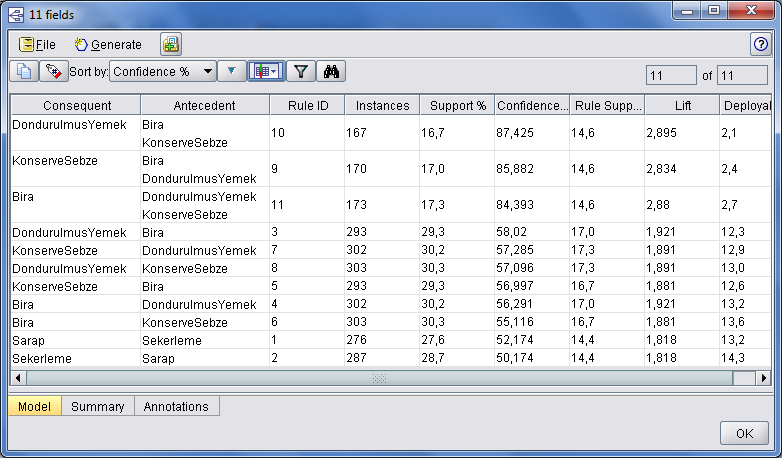 11 fields
File Generate
Sort by: Confidence % 11 of 11
Consequent Antecedent Rule ID Instances Support % Confidence... Rule Supp... Lift Deployal
DondurulmusYemek Bira KonserveSebze 10 167 16,7 87,425 14,6 2,895 2,1
KonserveSebze Bira DondurulmusYemek 9 170 17,0 85,882 14,6 2,834 2,4
Bira DondurulmusYemek KonserveSebze 11 173 17,3 84,393 14,6 2,88 2,7
DondurulmusYemek Bira 3 293 29,3 58,02 17,0 1,921 12,3
KonserveSebze DondurulmusYemek 7 302 30,2 57,285 17,3 1,891 12,9
DondurulmusYemek KonserveSebze 8 303 30,3 57,096 17,3 1,891 13,0
KonserveSebze Bira 5 293 29,3 56,997 16,7 1,881 12,6
Bira DondurulmusYemek 4 302 30,2 56,291 17,0 1,921 13,2
Bira KonserveSebze 6 303 30,3 55,116 16,7 1,881 13,6
Sarap Sekerleme 1 276 27,6 52,174 14,4 1,818 13,2
Sekerleme Sarap 2 287 28,7 50,174 14,4 1,818 14,3
Model Summary Annotations
OK